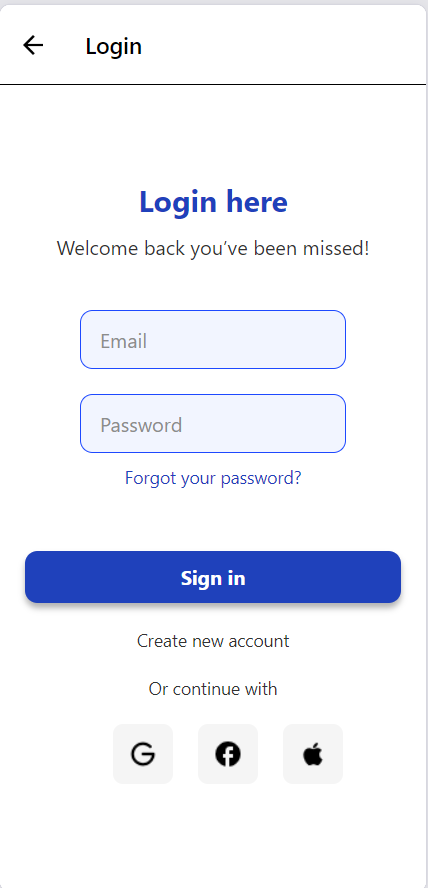 Login
Login here
Welcome back you’ve been missed!
Email
Password
Forgot your password?
Sign in
Create new account
Or continue with